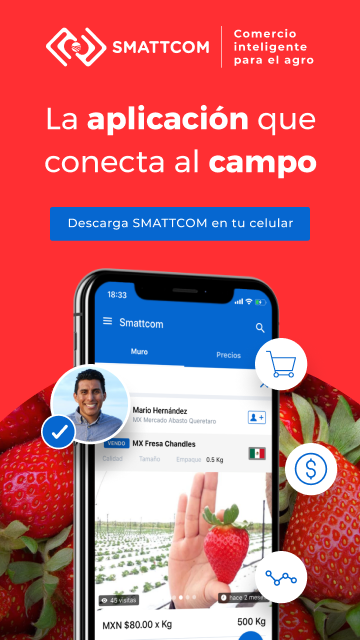 SMATTCOM
Comercio
inteligente
para el agro
La aplicación que
conecta al campo
Descarga SMATTCOM en tu celular
18:33
Smattcom
Muro Precios
Mario Hernández
MX Mercado Abasto Queretaro
VENDO MX Fresa Chandles
Calidad Tamaño Empaque 0.5 Kg
48 visitas hace 2 meses
MXN $80.00 x Kg 500 Kg